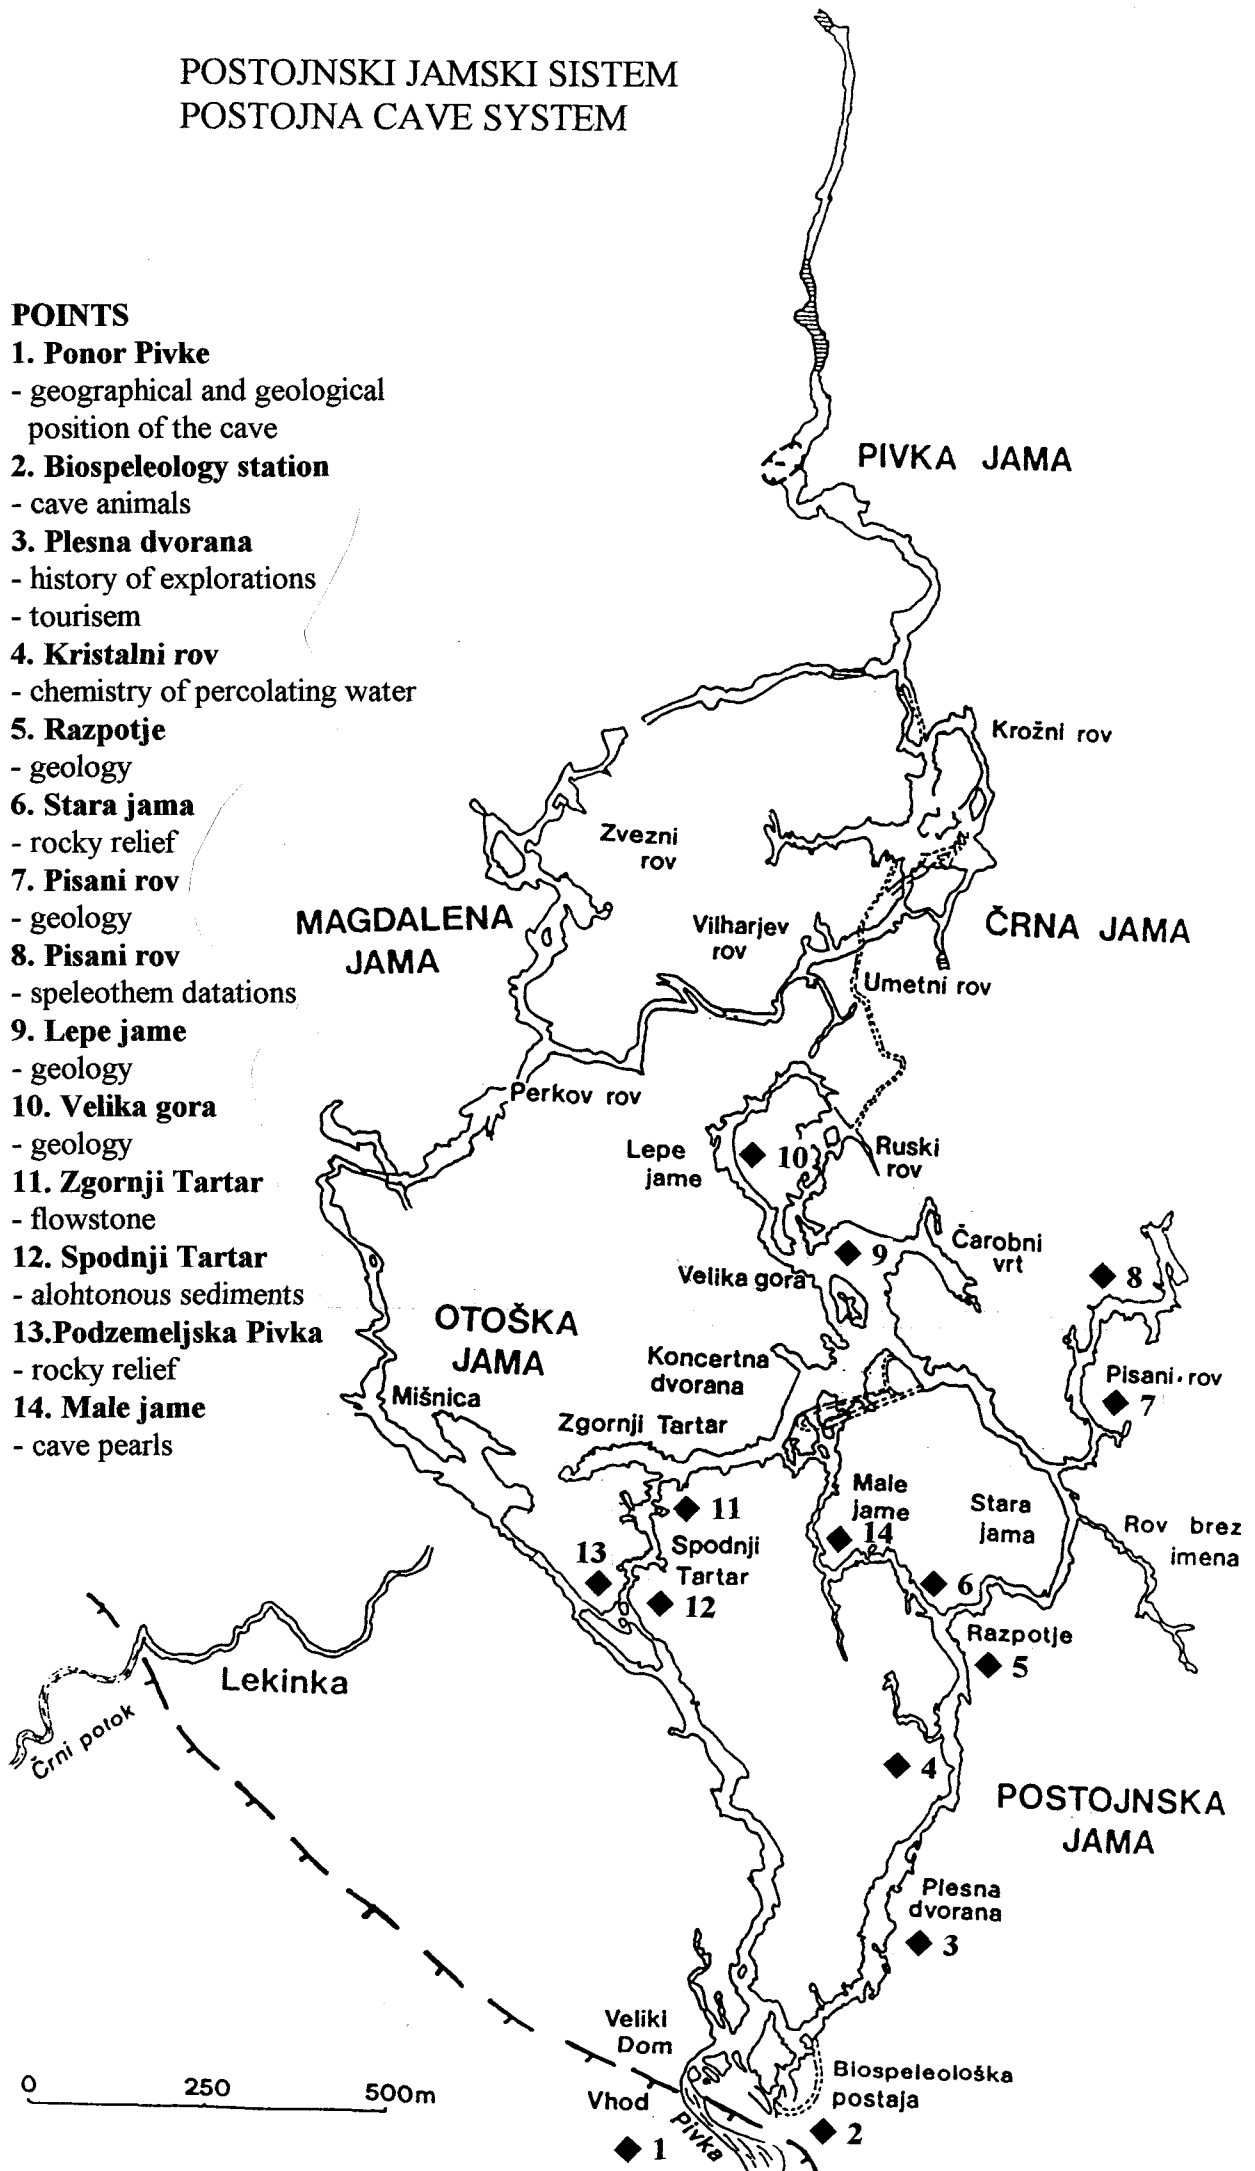 POSTOJNSKI JAMSKI SISTEM
POSTOJNA CAVE SYSTEM
POINTS
1. Ponor Pivke
- geographical and geological
position of the cave
2. Biospeleology station
- cave animals
3. Plesna dvorana
- history of explorations
- tourisem
4. Kristalni rov
- chemistry of percolating water
5. Razpotje
- geology
6. Stara jama
- rocky relief
7. Pisani rov
- geology
8. Pisani rov
- speleothem datations
9. Lepe jame
- geology
10. Velika gora
- geology
11. Zgornji Tartar
- flowstone
12. Spodnji Tartar
- alohtonous sediments
13.Podzemeljska Pivka
- rocky relief
14. Male jame
- cave pearls
PIVKA JAMA
Krožni rov
Zvezni
rov
MAGDALENA
JAMA
Vilharjev
rov
ČRNA JAMA
Umetni rov
Perkov rov
Lepe
jame
10
Ruski
rov
Čarobni
vrt
9
8
Velika gora
OTOŠKA
JAMA
Koncertna
dvorana
Pisani rov
7
Mišnica
Zgornji Tartar
Male
jame
14
Stara
jama
11
Rov brez
imena
Spodnji
Tartar
13
12
6
Razpotje
5
Lekinka
Črni potok
4
POSTOJNSKA
JAMA
Plesna
dvorana
3
Veliki
Dom
Biospeleološka
postaja
Vhod
Pivka
2
1
0 250 500m